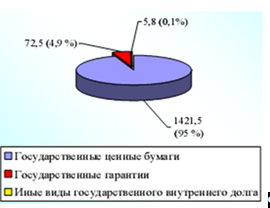 5,8 (0,1%)
72,5 (4,9 %)
1421,5
(95 %)
Государственные ценные бумаги
Государственные гарантии
Иные виды государственного внутреннего долга